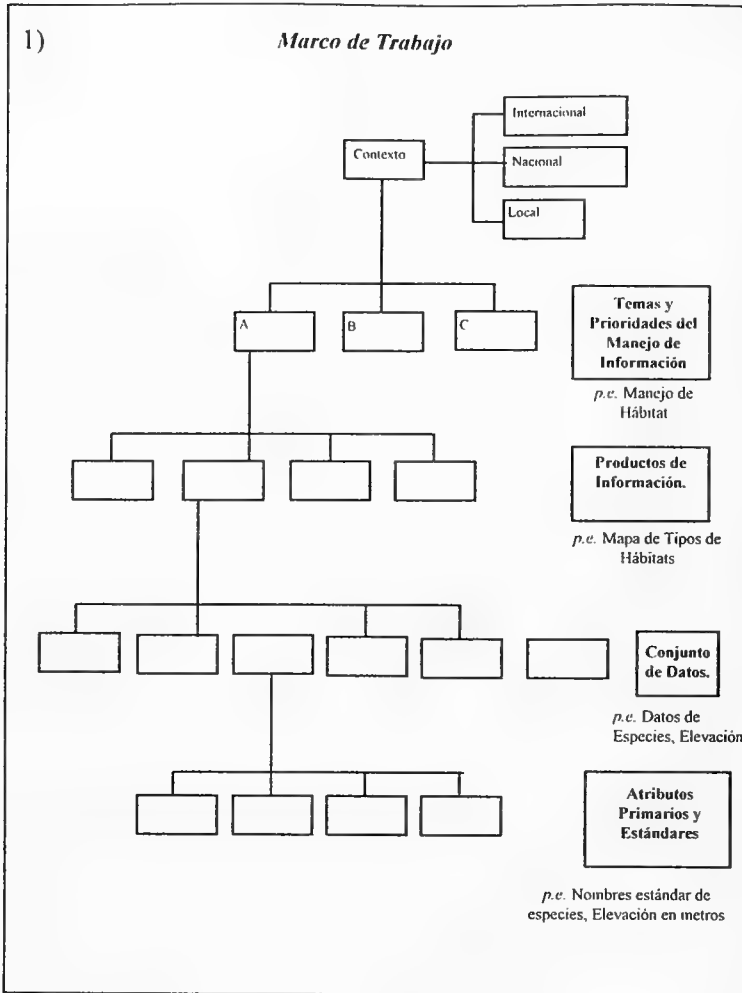 1)
Marco de Trabajo
Internacional
Contexto
Nacional
Local
A
B
C
Temas y
Prioridades del
Manejo de
Información
p.e. Manejo de
Hábitat
Productos de
Información.
p.e. Mapa de Tipos de
Hábitats
Conjunto
de Datos.
p.e. Datos de
Especies, Elevación
Atributos
Primarios y
Estándares
p.e. Nombres estándar de
especies, Elevación en metros